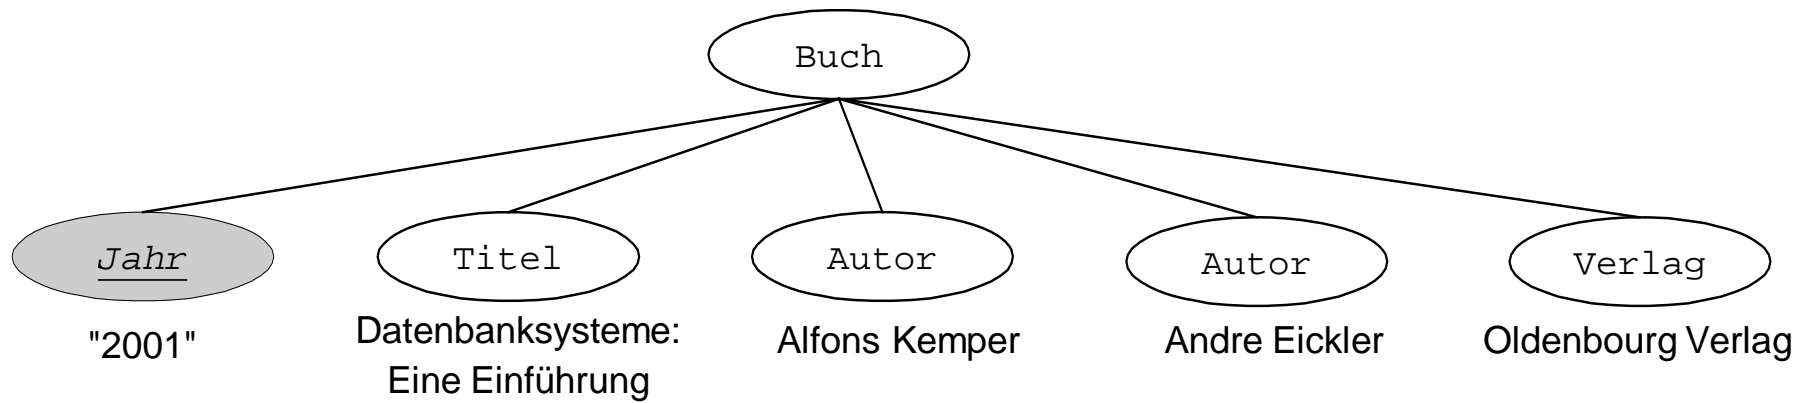 Buch
Jahr
Titel
Autor
Autor
Verlag
"2001"
Datenbanksysteme:
Eine Einführung
Alfons Kemper
Andre Eickler
Oldenbourg Verlag